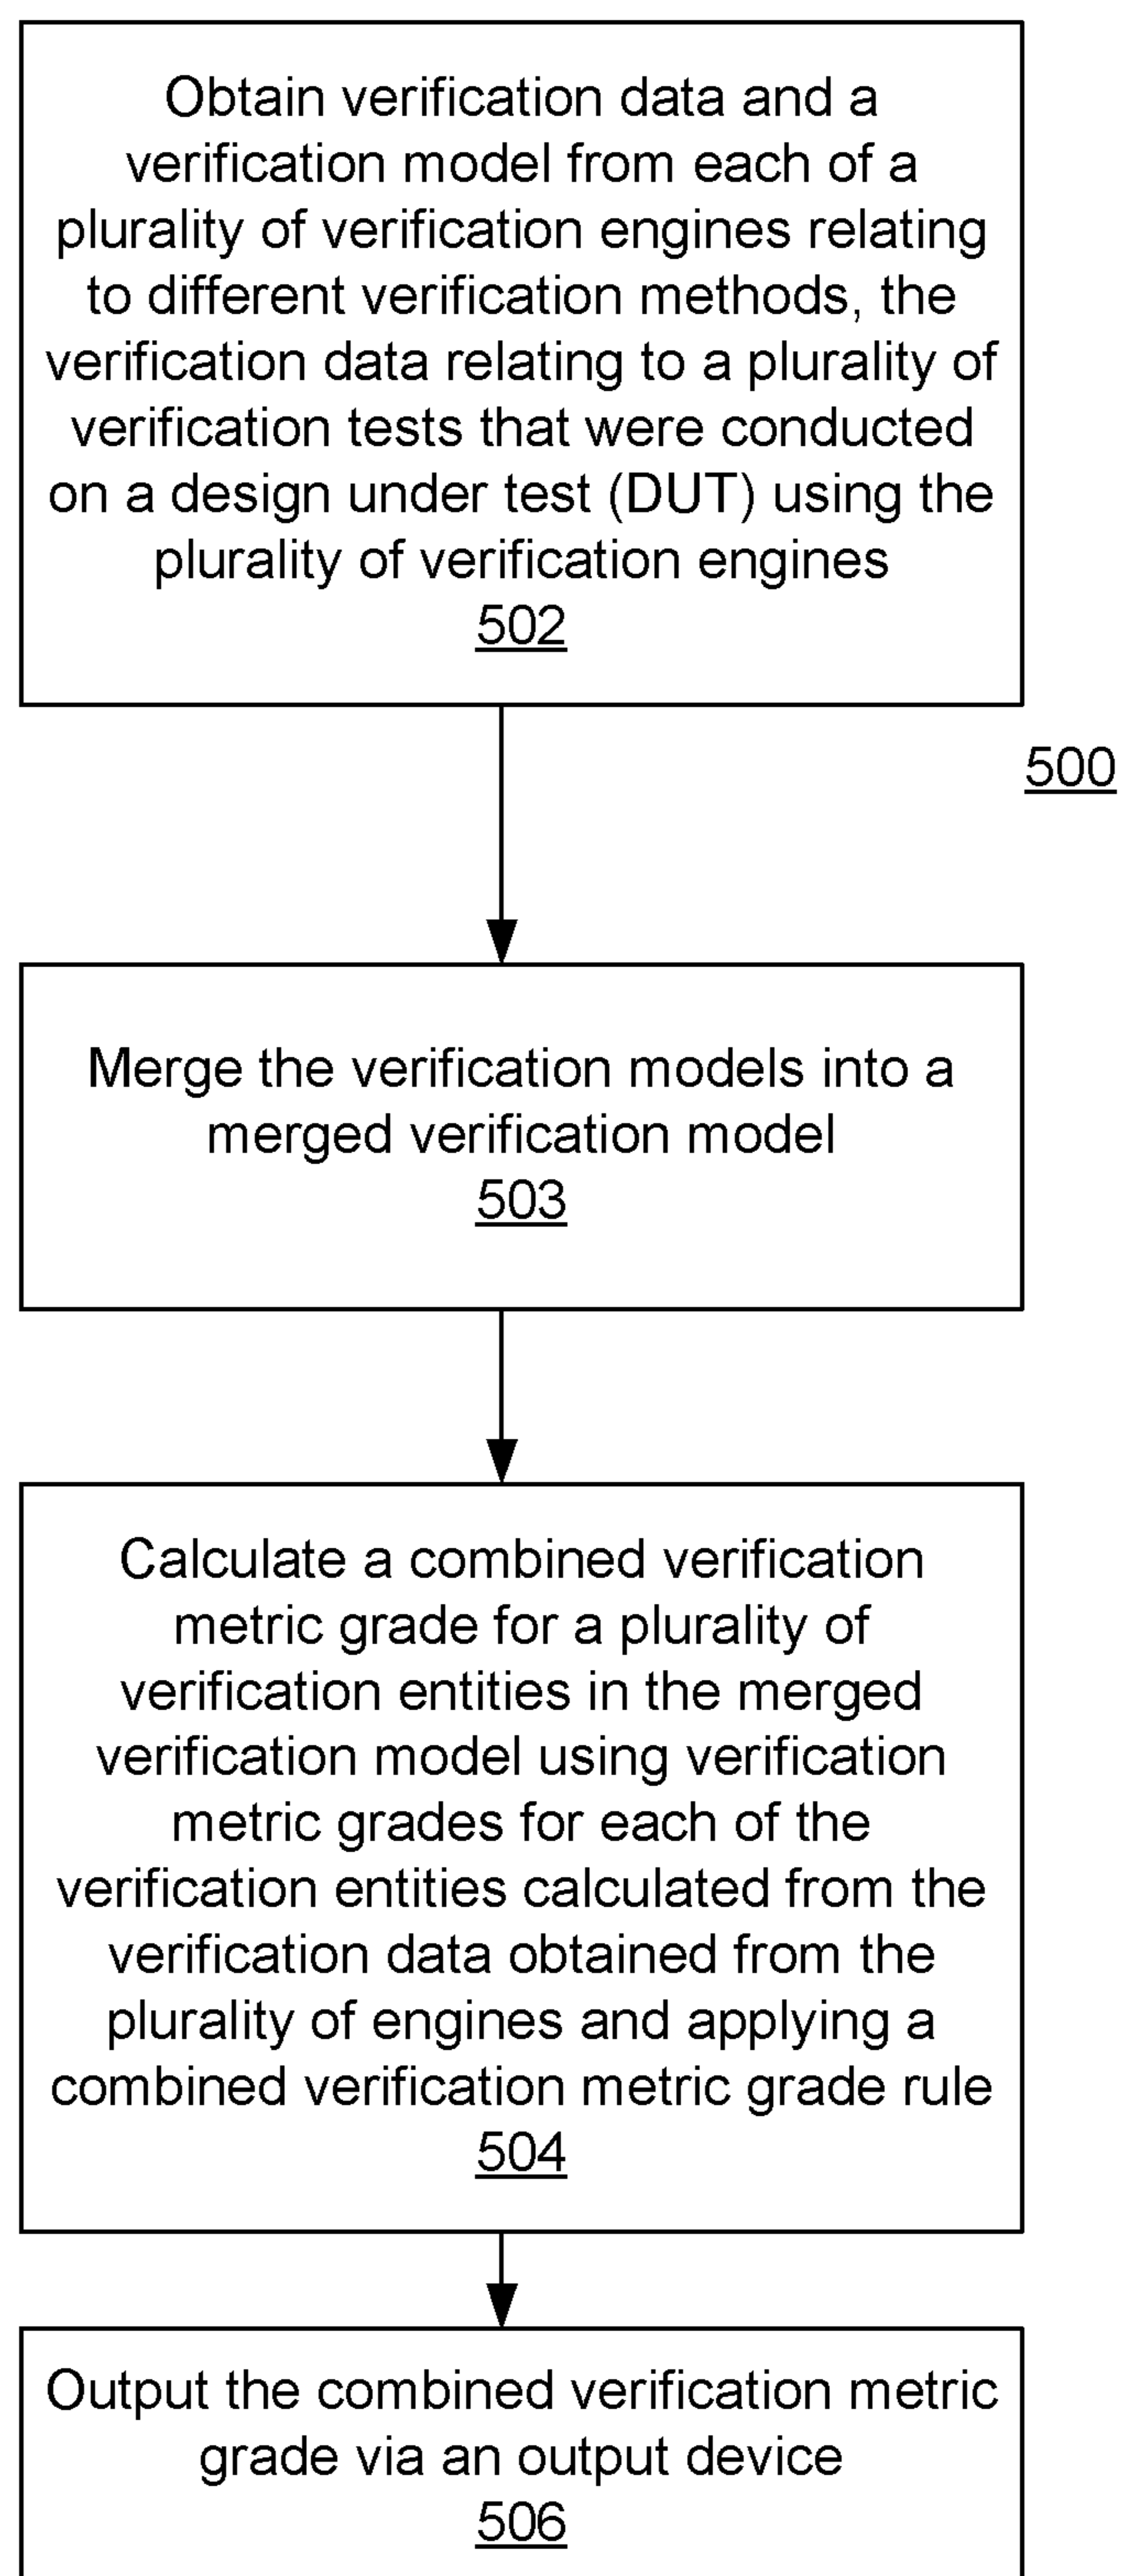 Obtain verification data and a
verification model from each of a
plurality of verification engines relating
to different verification methods, the
verification data relating to a plurality of
verification tests that were conducted
on a design under test (DUT) using the
plurality of verification engines
502
500
Merge the verification models into a
merged verification model
503
Calculate a combined verification
metric grade for a plurality of
verification entities in the merged
verification model using verification
metric grades for each of the
verification entities calculated from the
verification data obtained from the
plurality of engines and applying a
combined verification metric grade rule
504
Output the combined verification metric
grade via an output device
506